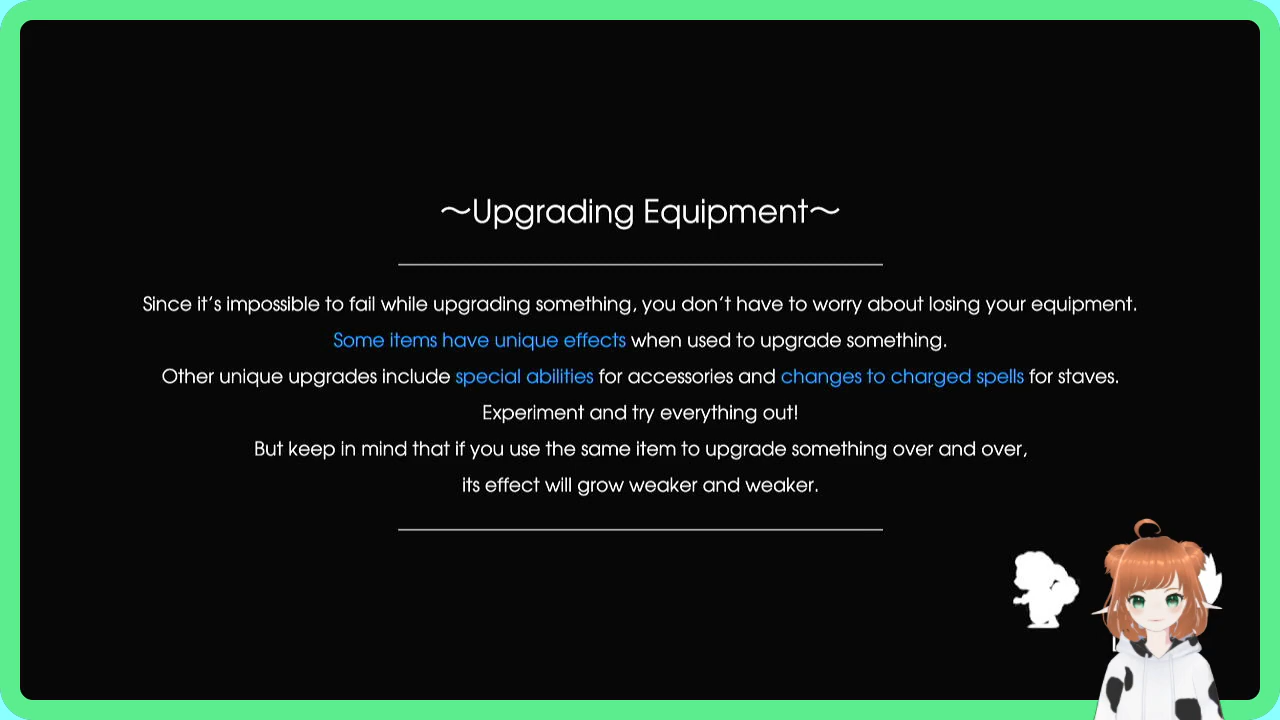 ～Upgrading Equipment～
Since it's impossible to fail while upgrading something, you don't have to worry about losing your equipment.
Some items have unique effects when used to upgrade something.
Other unique upgrades include special abilities for accessories and changes to charged spells for staves.
Experiment and try everything out!
But keep in mind that if you use the same item to upgrade something over and over,
its effect will grow weaker and weaker.